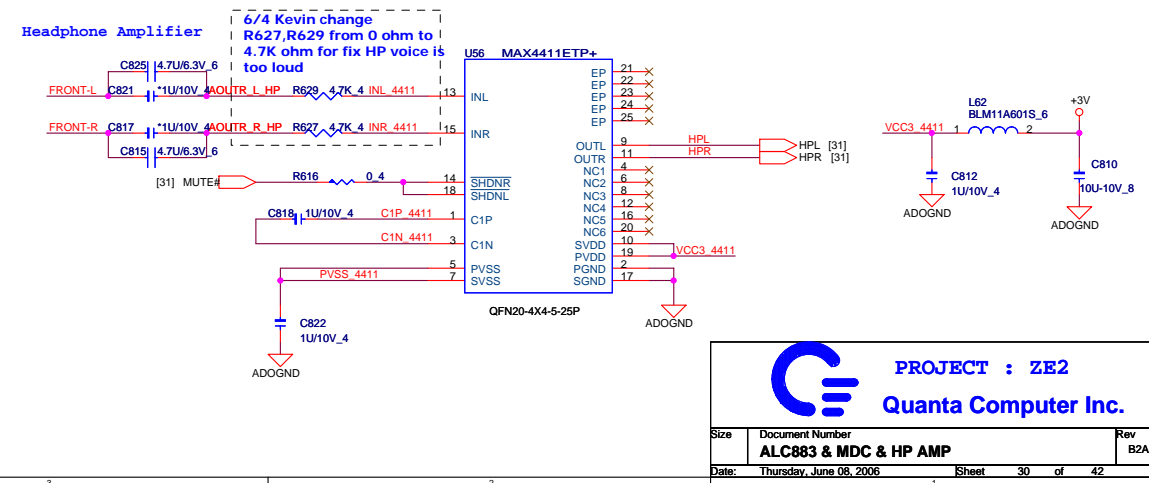 Headphone Amplifier
6/4 Kevin change
R627,R629 from 0 ohm to
4.7K ohm for fix HP voice is
too loud
C825 4.7U/6.3V_6
FRONT-L C821 *1U/10V_4 AOUTR_L_HP R629 4.7K_4 INL_4411 13
FRONT-R C817 *1U/10V_4 AOUTR_R_HP R627 4.7K_4 INR_4411 15
C815 4.7U/6.3V_6
[31] MUTE# R616 0_4 14
18
C818 1U/10V_4 C1P_4411 1
C1N_4411 3
5
PVSS_4411 7
C822
1U/10V_4
ADOGND
U56 MAX4411ETP+
INL
INR
SHDNR
SHDNL
C1P
C1N
PVSS
SVSS
EP 21
EP 22
EP 23
EP 24
EP 25
OUTL 9 HPL HPL [31]
OUTR 11 HPR HPR [31]
NC1 4
NC2 6
NC3 8
NC4 12
NC5 16
NC6 20
SVDD 10
PVDD 19 VCC3_4411
PGND 2
SGND 17
ADOGND
QFN20-4X4-5-25P
L62
BLM11A601S_6
+3V
VCC3_4411 1 2
C812
1U/10V_4
ADOGND
C810
10U-10V_8
ADOGND
PROJECT : ZE2
Quanta Computer Inc.
Size Document Number Rev
ALC883 & MDC & HP AMP B2A
Date: Thursday, June 08, 2006 Sheet 30 of 42
3 2 1